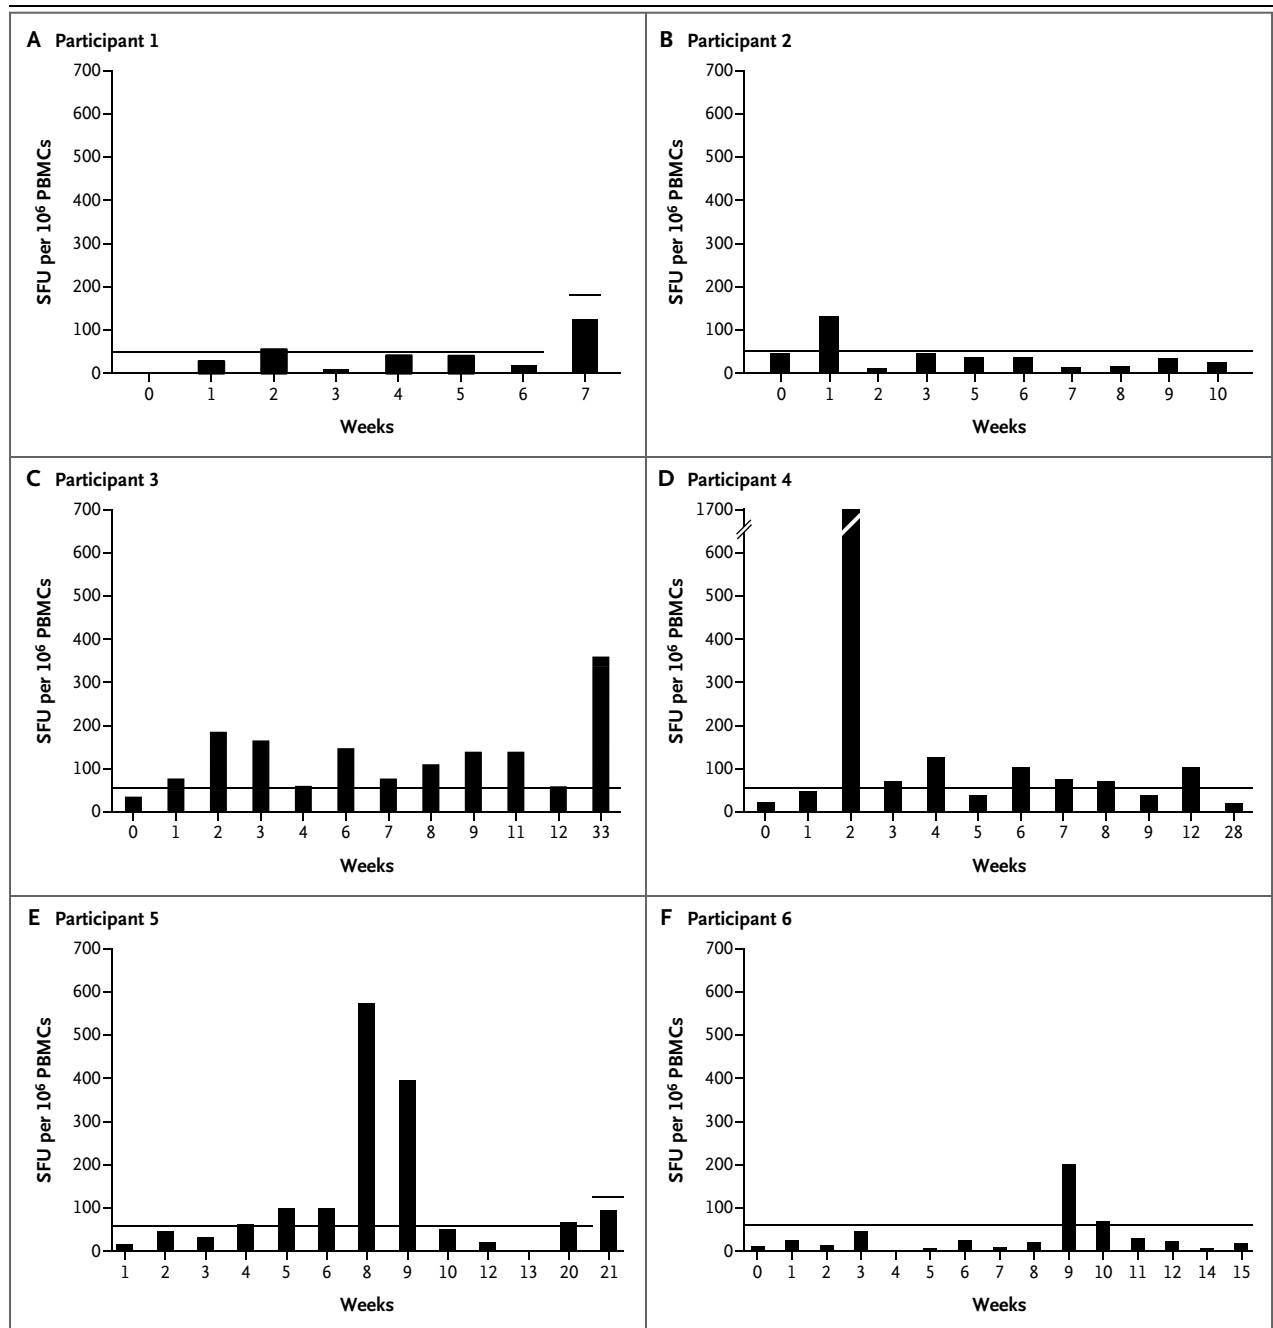 A Participant 1
700
600
500
400
300
200
100
0
SFU per 10⁶ PBMCs
0 1 2 3 4 5 6 7
Weeks
B Participant 2
700
600
500
400
300
200
100
0
SFU per 10⁶ PBMCs
0 1 2 3 5 6 7 8 9 10
Weeks
C Participant 3
700
600
500
400
300
200
100
0
SFU per 10⁶ PBMCs
0 1 2 3 4 6 7 8 9 11 12 33
Weeks
D Participant 4
1700
600
500
400
300
200
100
0
SFU per 10⁶ PBMCs
0 1 2 3 4 5 6 7 8 9 12 28
Weeks
E Participant 5
700
600
500
400
300
200
100
0
SFU per 10⁶ PBMCs
1 2 3 4 5 6 8 9 10 12 13 20 21
Weeks
F Participant 6
700
600
500
400
300
200
100
0
SFU per 10⁶ PBMCs
0 1 2 3 4 5 6 7 8 9 10 11 12 14 15
Weeks